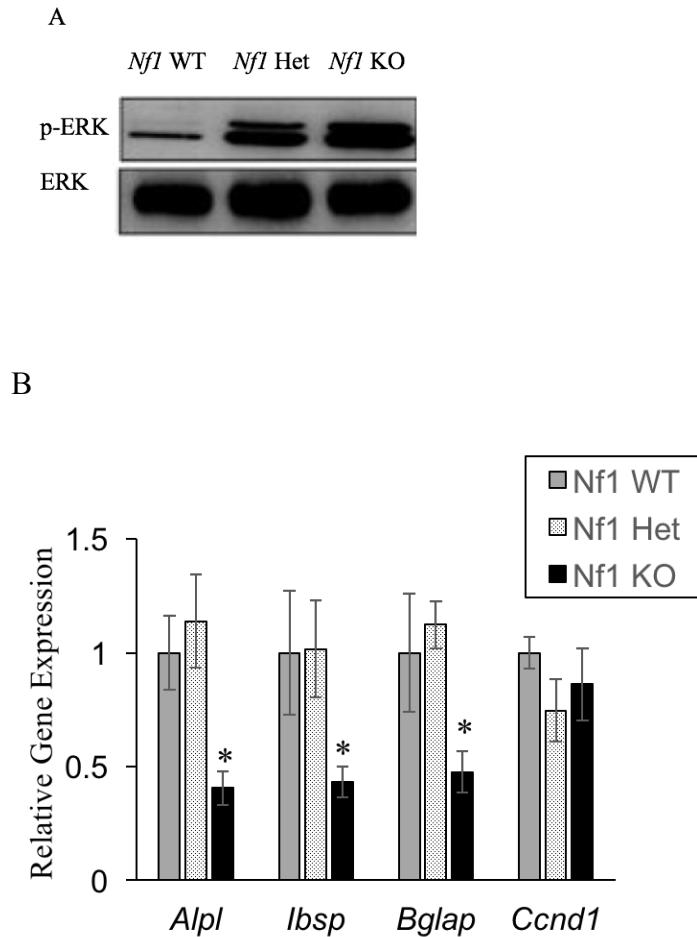 A
Nf1 WT Nf1 Het Nf1 KO
p-ERK
ERK
B
Nf1 WT
Nf1 Het
Nf1 KO
Relative Gene Expression
1.5
1
0.5
0
*
*
*
Alpl Ibsp Bglap Ccnd1